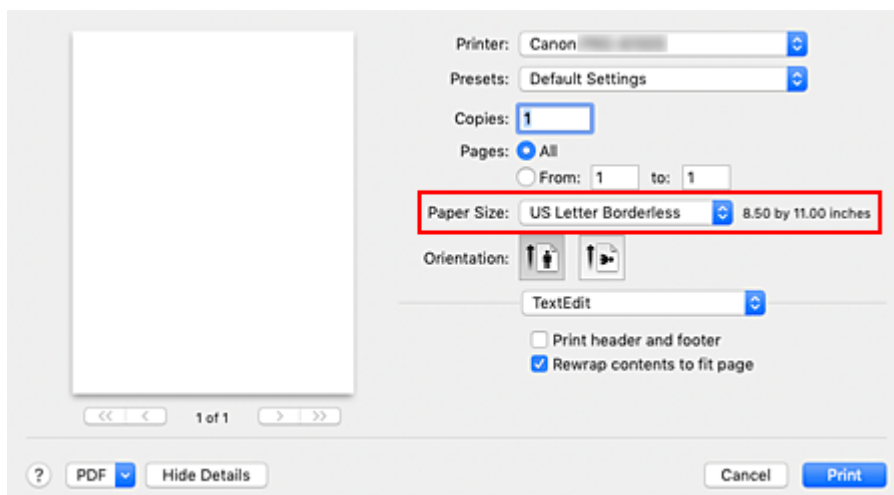 Printer: Canon
Presets: Default Settings
Copies: 1
Pages: All
From: 1 to: 1
Paper Size: US Letter Borderless 8.50 by 11.00 inches
Orientation:
TextEdit
Print header and footer
Rewrap contents to fit page
<< < 1 of 1 > >>
? PDF Hide Details Cancel Print